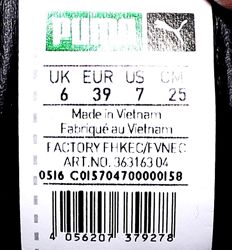 PUMA
UK EUR US CM
6 39 7 25
Made in Vietnam
Fabriqué au Vietnam
FACTORY FHKEC/FVNEC
ART.NO. 363163 04
0516 C015704700000158
4 056207 379278